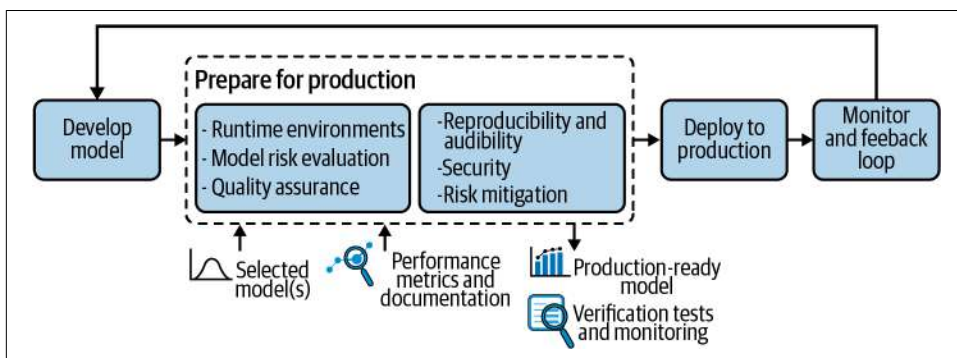 Prepare for production
Develop
model
- Runtime environments
- Model risk evaluation
- Quality assurance
-Reproducibility and
audibility
-Security
-Risk mitigation
Deploy to
production
Monitor
and feeback
loop
Selected
model(s)
Performance
metrics and
documentation
Production-ready
model
Verification tests
and monitoring